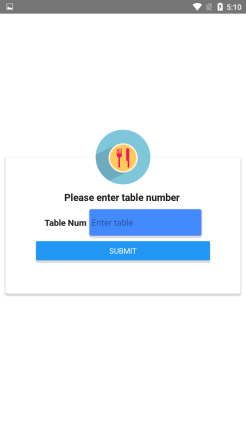 5:10
Please enter table number
Table Num Enter table
SUBMIT